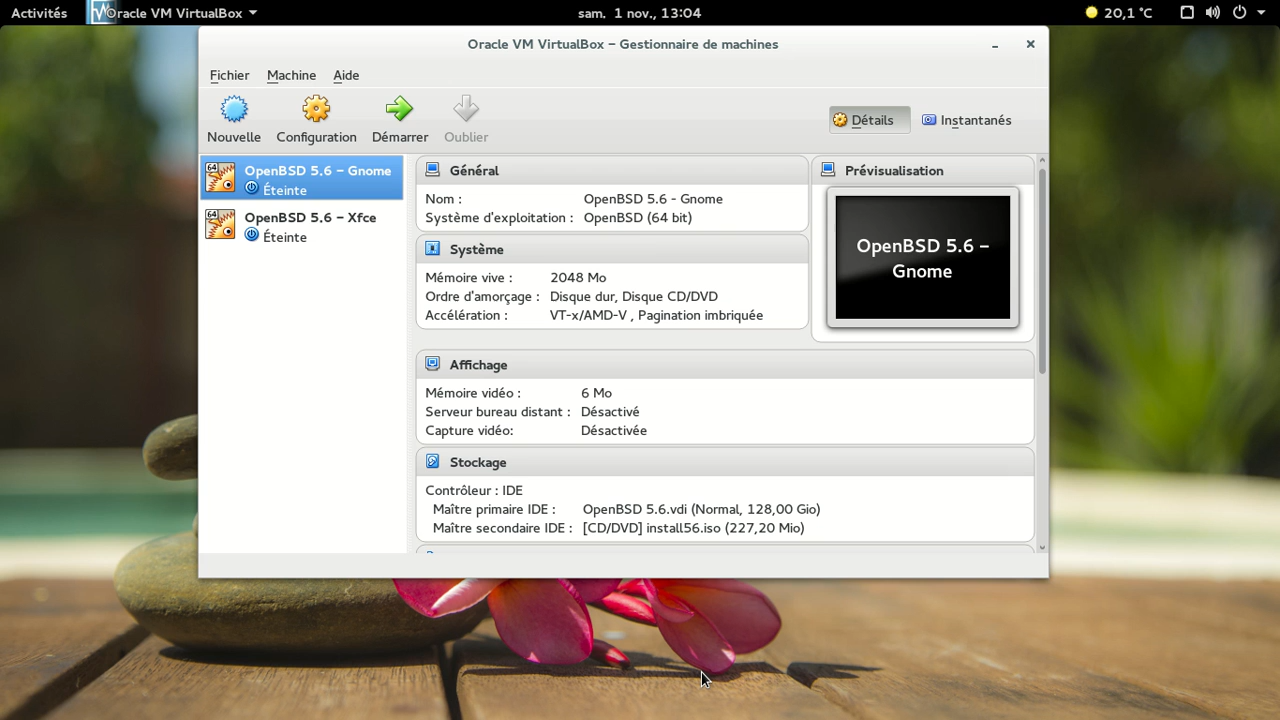 Activités
Oracle VM VirtualBox
sam. 1 nov., 13:04
20,1 °C
Oracle VM VirtualBox – Gestionnaire de machines
Fichier Machine Aide
Nouvelle Configuration Démarrer Oublier
Détails Instantanés
64 OpenBSD 5.6 – Gnome
Éteinte
64 OpenBSD 5.6 – Xfce
Éteinte
Général
Nom : OpenBSD 5.6 - Gnome
Système d'exploitation : OpenBSD (64 bit)
Système
Mémoire vive : 2048 Mo
Ordre d'amorçage : Disque dur, Disque CD/DVD
Accélération : VT-x/AMD-V , Pagination imbriquée
Prévisualisation
OpenBSD 5.6 –
Gnome
Affichage
Mémoire vidéo : 6 Mo
Serveur bureau distant : Désactivé
Capture vidéo: Désactivée
Stockage
Contrôleur : IDE
Maître primaire IDE : OpenBSD 5.6.vdi (Normal, 128,00 Gio)
Maître secondaire IDE : [CD/DVD] install56.iso (227,20 Mio)